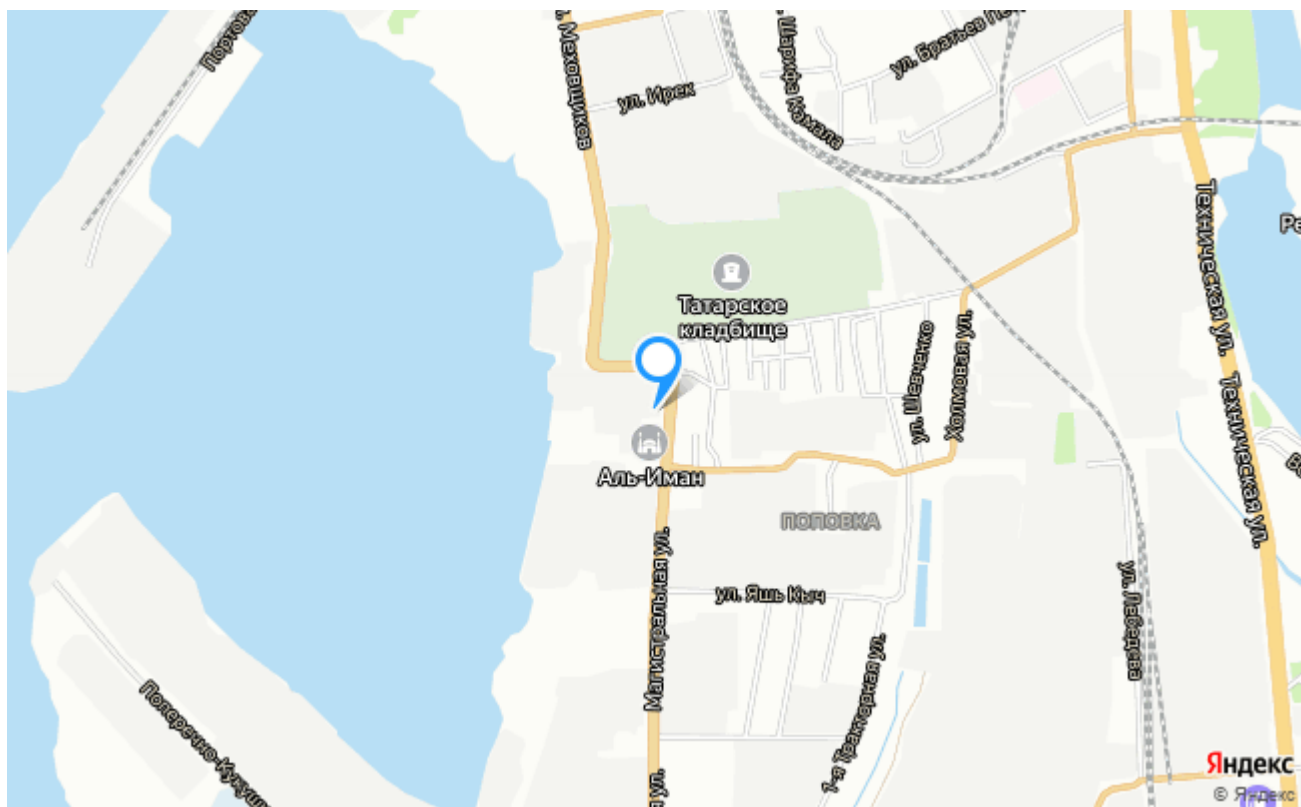 Портовая
Меховщиков
ул. Ирек
Шарифа Камала
ул. Братьев
Техническая ул.
Техническая ул.
Татарское
кладбище
ул. Шевченко
Холмовая ул.
Аль-Иман
ПОПОВКА
Магистральная ул.
ул. Яшь Кыч
ул. Лебедева
1-я Тракторная ул.
Поперечно-Кукуш
ул.
Яндекс
© Яндекс